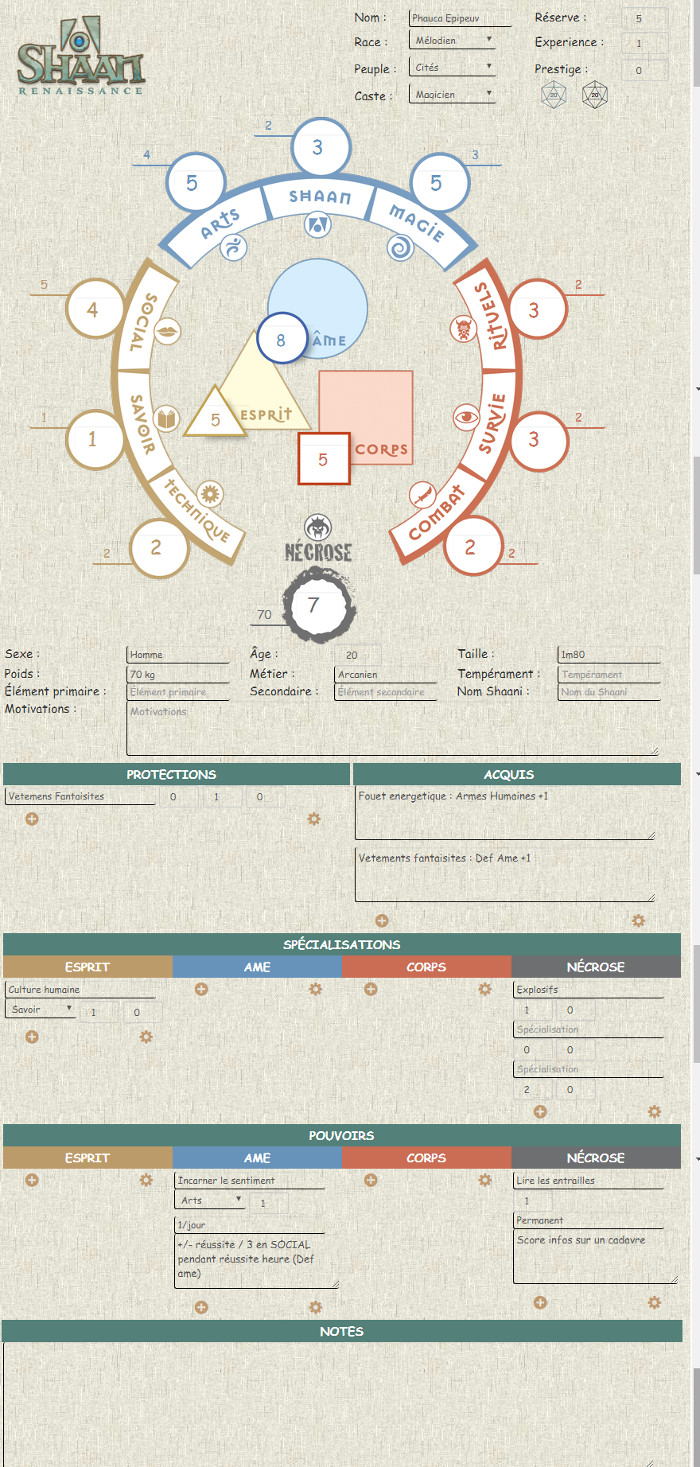 SHAAN
RENAISSANCE
Nom : Phauca Epipeuv Réserve : 5
Race : Mélodien Experience : 1
Peuple : Cités Prestige : 0
Caste : Magicien 20 20
2
3
4
5
3
5
ARTS SHAAN MAGIE
5
4
SOCIAL
2
3
RITUELS
8 ÂME
5 ESPRIT
5 CORPS
1
1
SAVOIR
2
3
SURVIE
TECHNIQUE
2
2
COMBAT
2
2
NÉCROSE
70 7
Sexe : Homme Âge : 20 Taille : 1m80
Poids : 70 kg Métier : Arcanien Tempérament : Tempérament
Élément primaire : Élément primaire Secondaire : Élément secondaire Nom Shaani : Nom du Shaani
Motivations : Motivations
PROTECTIONS ACQUIS
Vetemens Fantaisites 0 1 0 Fouet energetique : Armes Humaines +1
Vetements fantaisites : Def Ame +1
SPÉCIALISATIONS
ESPRIT AME CORPS NÉCROSE
Culture humaine Explosifs
Savoir 1 0 1 0
Spécialisation
0 0
Spécialisation
2 0
POUVOIRS
ESPRIT AME CORPS NÉCROSE
Incarner le sentiment Lire les entrailles
Arts 1 1
1/jour Permanent
+/- réussite / 3 en SOCIAL Score infos sur un cadavre
pendant réussite heure (Def
ame)
NOTES